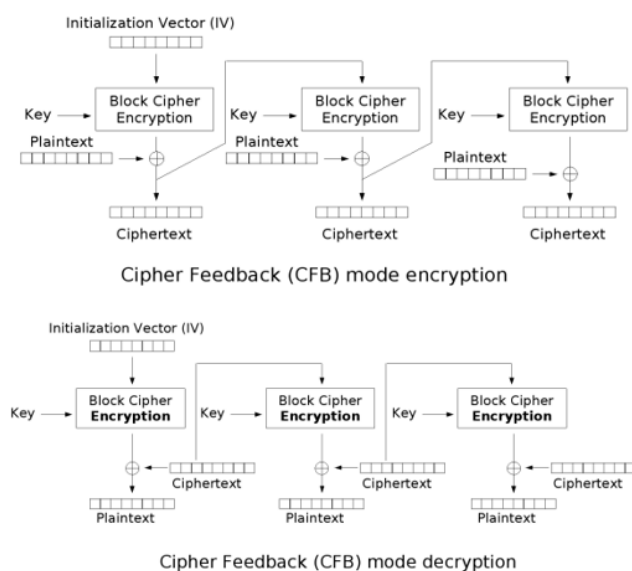 Initialization Vector (IV)
Key
Block Cipher
Encryption
Key
Block Cipher
Encryption
Key
Block Cipher
Encryption
Plaintext
Plaintext
Plaintext
Ciphertext
Ciphertext
Ciphertext
Cipher Feedback (CFB) mode encryption
Initialization Vector (IV)
Key
Block Cipher
Encryption
Key
Block Cipher
Encryption
Key
Block Cipher
Encryption
Ciphertext
Ciphertext
Ciphertext
Plaintext
Plaintext
Plaintext
Cipher Feedback (CFB) mode decryption